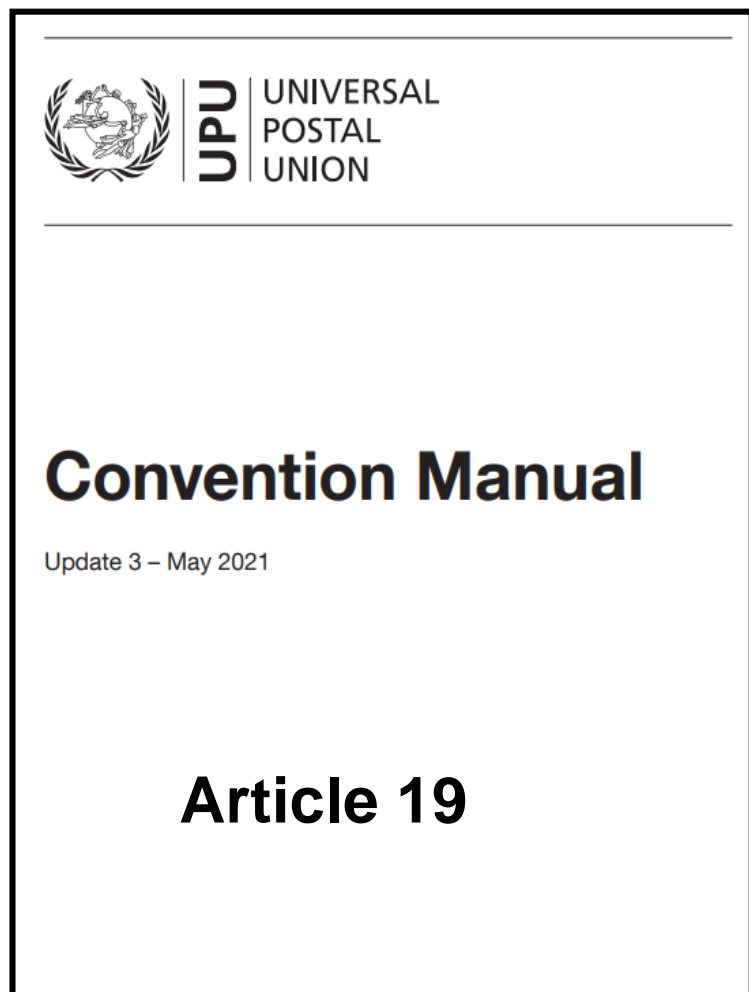 UPU
UNIVERSAL
POSTAL
UNION
Convention Manual
Update 3 – May 2021
Article 19